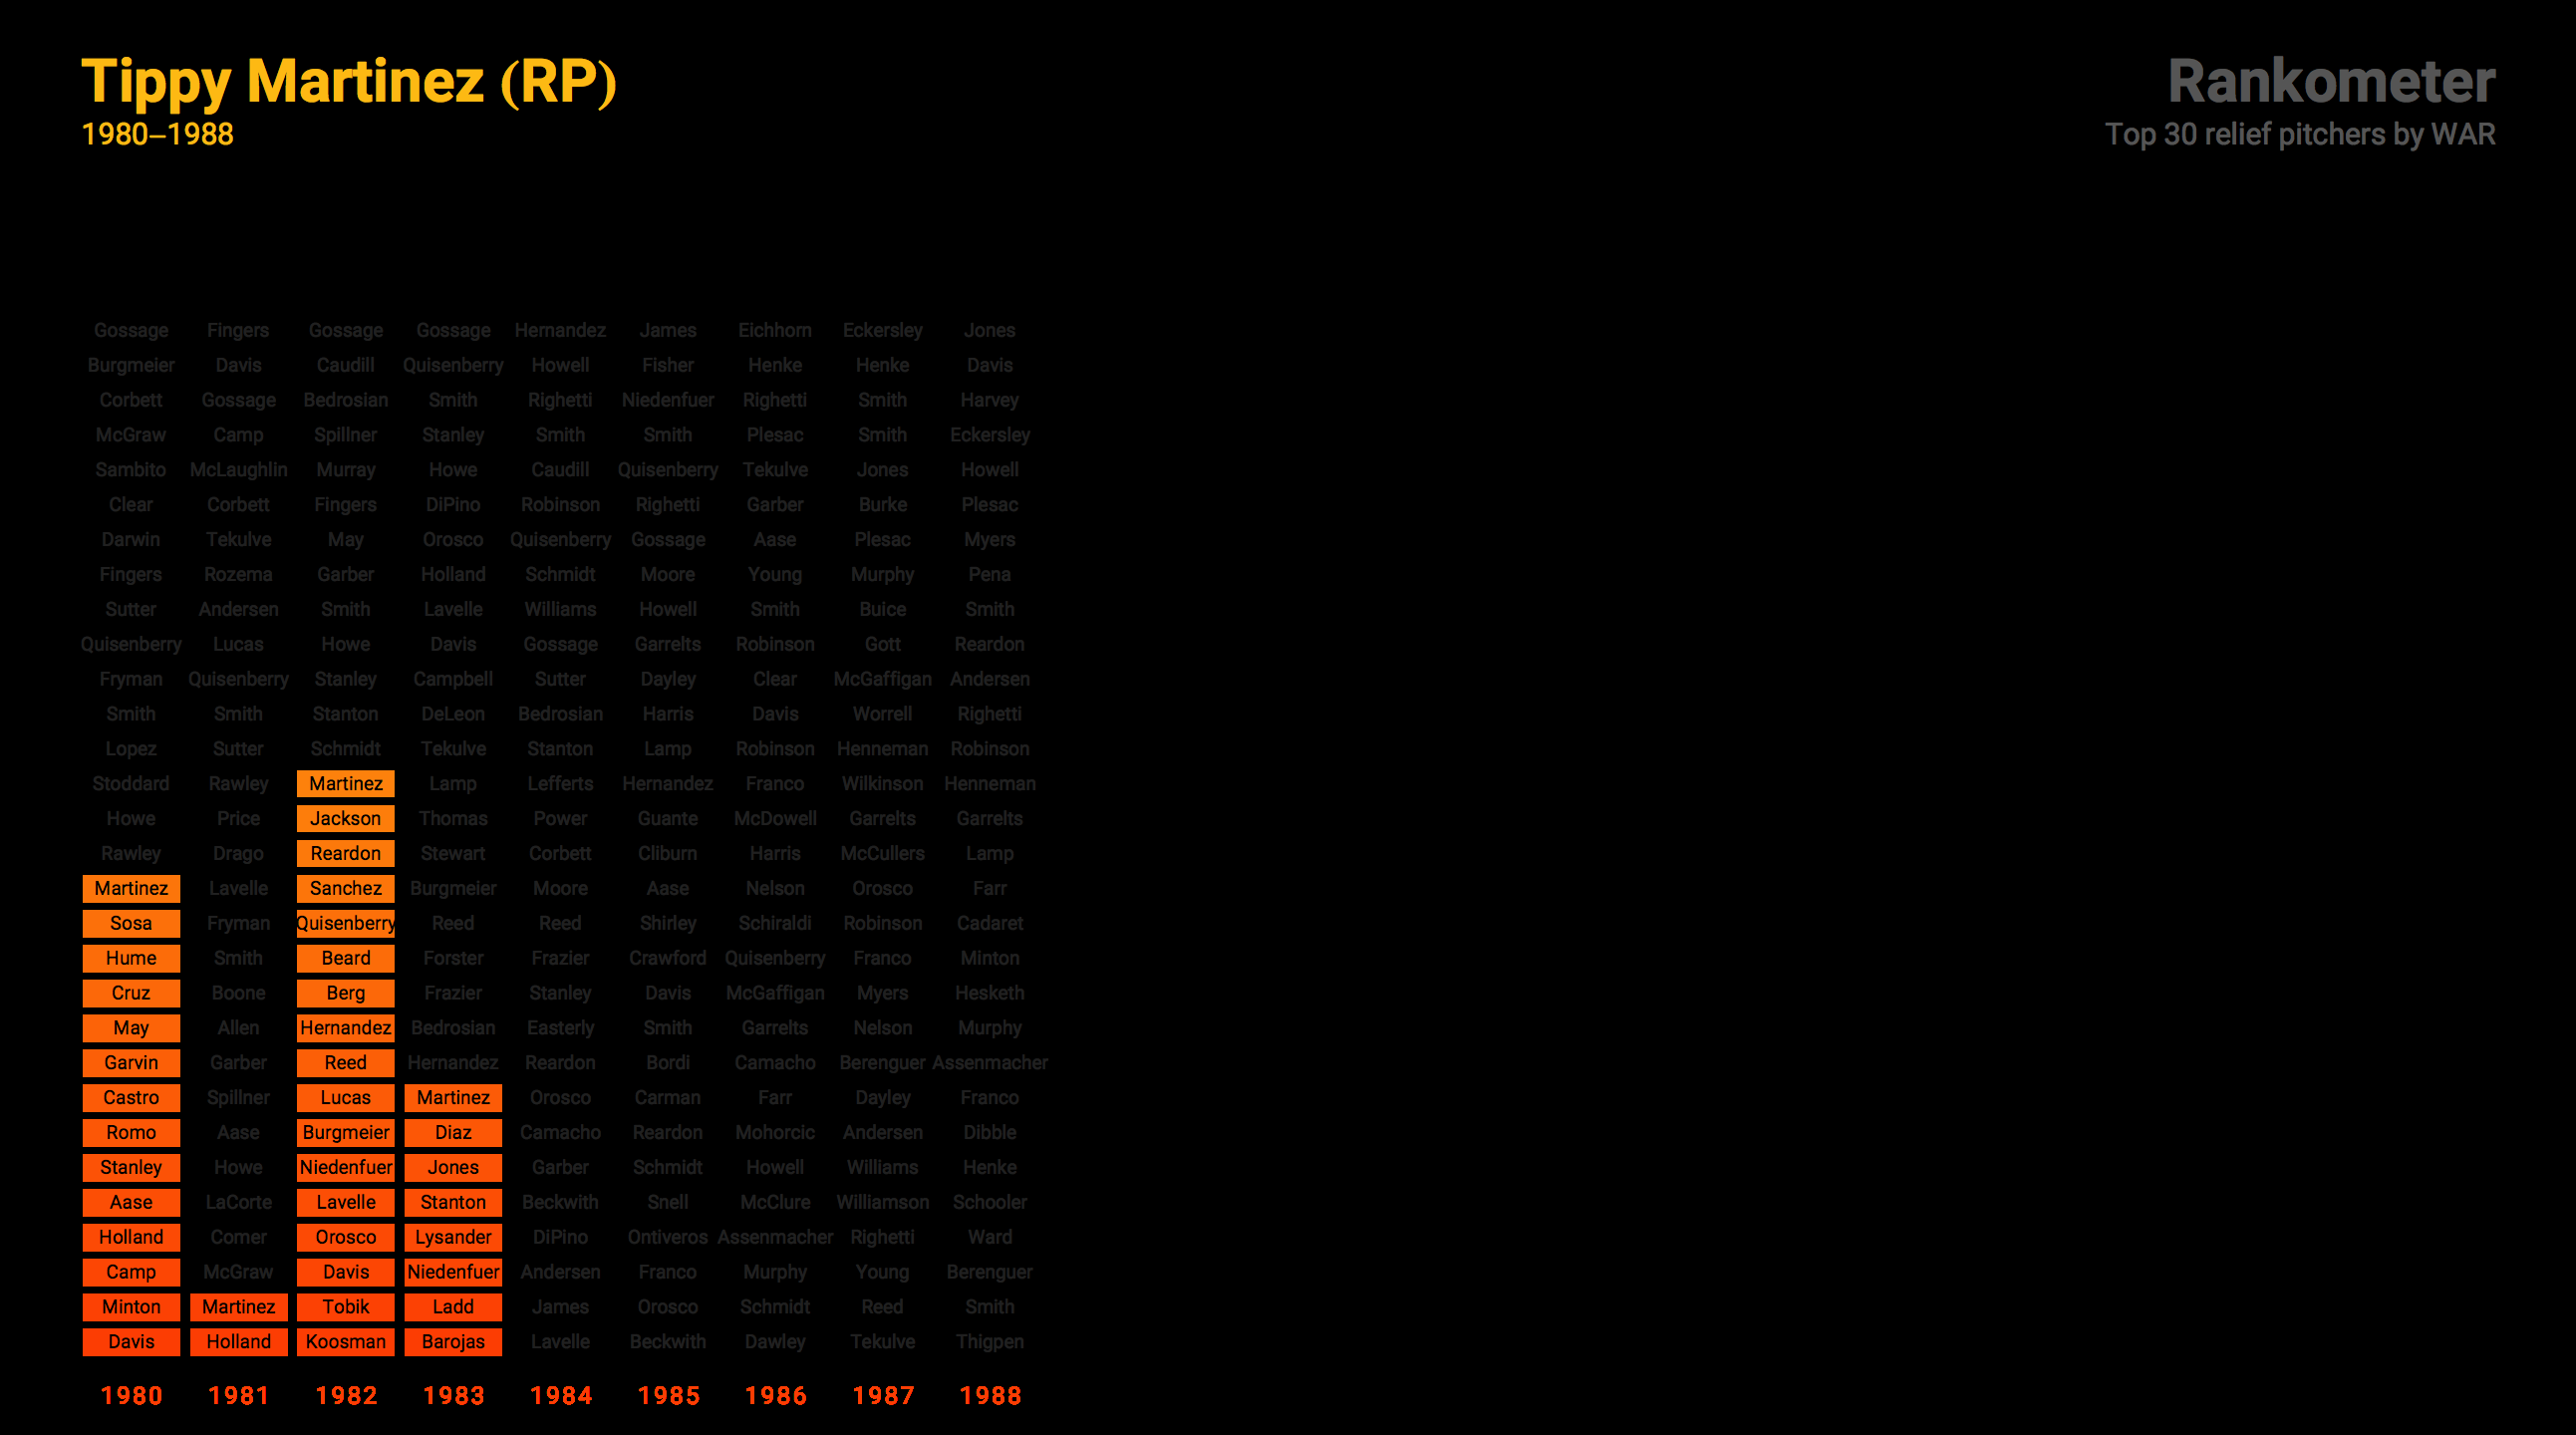 Tippy Martinez (RP)
1980–1988
Rankometer
Top 30 relief pitchers by WAR
Gossage Fingers Gossage Gossage Hernandez James Eichhorn Eckersley Jones
Burgmeier Davis Caudill Quisenberry Howell Fisher Henke Henke Davis
Corbett Gossage Bedrosian Smith Righetti Niedenfuer Righetti Smith Harvey
McGraw Camp Spillner Stanley Smith Smith Plesac Smith Eckersley
Sambito McLaughlin Murray Howe Caudill Quisenberry Tekulve Jones Howell
Clear Corbett Fingers DiPino Robinson Righetti Garber Burke Plesac
Darwin Tekulve May Orosco Quisenberry Gossage Aase Plesac Myers
Fingers Rozema Garber Holland Schmidt Moore Young Murphy Pena
Sutter Andersen Smith Lavelle Williams Howell Smith Buice Smith
Quisenberry Lucas Howe Davis Gossage Garrelts Robinson Gott Reardon
Fryman Quisenberry Stanley Campbell Sutter Dayley Clear McGaffigan Andersen
Smith Smith Stanton DeLeon Bedrosian Harris Davis Worrell Righetti
Lopez Sutter Schmidt Tekulve Stanton Lamp Robinson Henneman Robinson
Stoddard Rawley Martinez Lamp Lefferts Hernandez Franco Wilkinson Henneman
Howe Price Jackson Thomas Power Guante McDowell Garrelts Garrelts
Rawley Drago Reardon Stewart Corbett Cliburn Harris McCullers Lamp
Martinez Lavelle Sanchez Burgmeier Moore Aase Nelson Orosco Farr
Sosa Fryman Quisenberry Reed Reed Shirley Schiraldi Robinson Cadaret
Hume Smith Beard Forster Frazier Crawford Quisenberry Franco Minton
Cruz Boone Berg Frazier Stanley Davis McGaffigan Myers Hesketh
May Allen Hernandez Bedrosian Easterly Smith Garrelts Nelson Murphy
Garvin Garber Reed Hernandez Reardon Bordi Camacho Berenguer Assenmacher
Castro Spillner Lucas Martinez Orosco Carman Farr Dayley Franco
Romo Aase Burgmeier Diaz Camacho Reardon Mohorcic Andersen Dibble
Stanley Howe Niedenfuer Jones Garber Schmidt Howell Williams Henke
Aase LaCorte Lavelle Stanton Beckwith Snell McClure Williamson Schooler
Holland Comer Orosco Lysander DiPino Ontiveros Assenmacher Righetti Ward
Camp McGraw Davis Niedenfuer Andersen Franco Murphy Young Berenguer
Minton Martinez Tobik Ladd James Orosco Schmidt Reed Smith
Davis Holland Koosman Barojas Lavelle Beckwith Dawley Tekulve Thigpen
1980 1981 1982 1983 1984 1985 1986 1987 1988